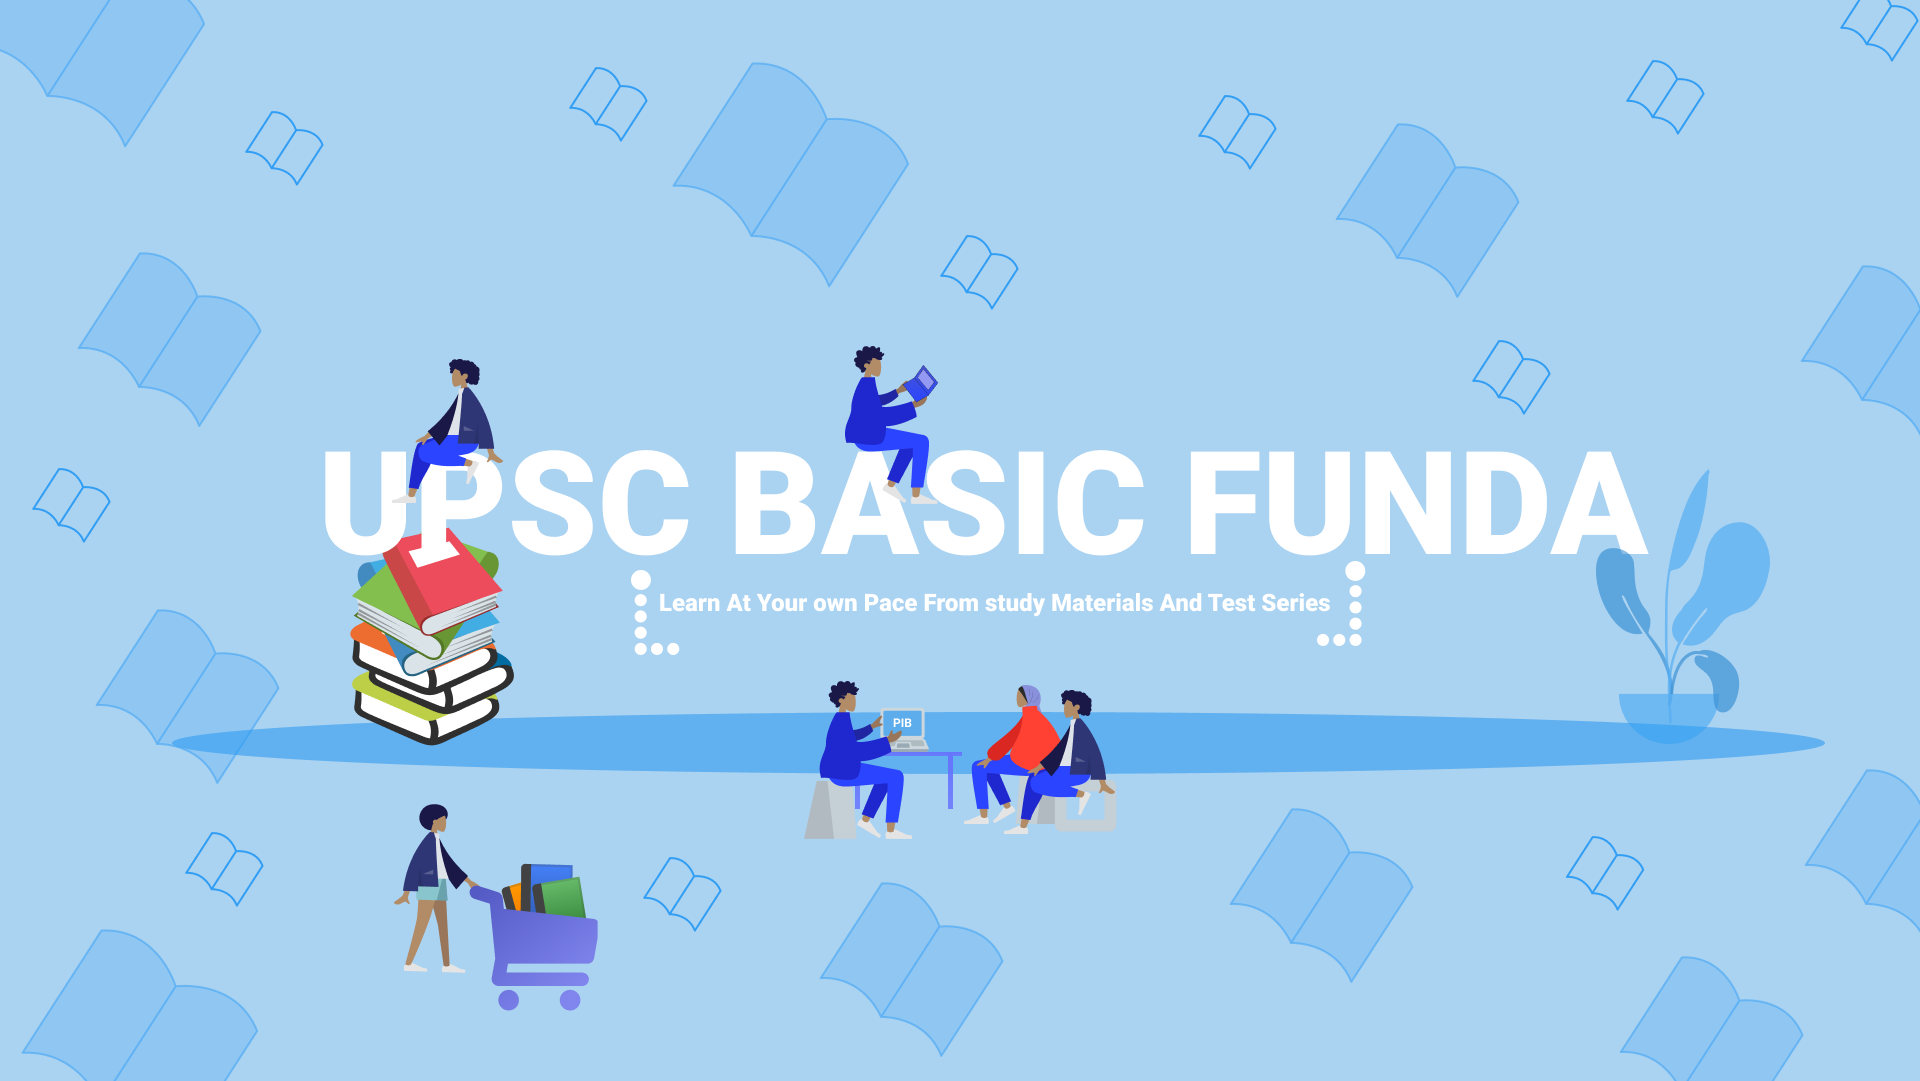 UPSC BASIC FUNDA
Learn At Your own Pace From study Materials And Test Series
PIB